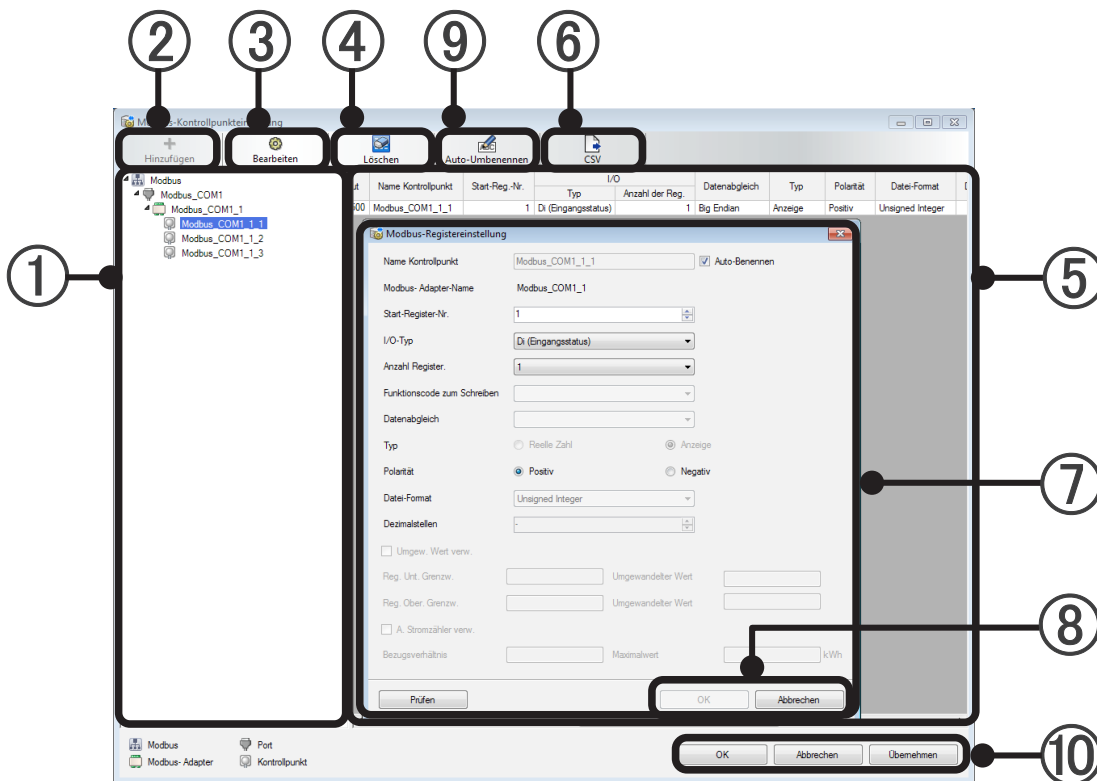 ② ③ ④ ⑨ ⑥
Hinzufügen Bearbeiten Löschen Auto-Umbenennen CSV
①
Modbus
Modbus_COM1
Modbus_COM1_1
Modbus_COM1_1_1
Modbus_COM1_1_2
Modbus_COM1_1_3
I/O
Name Kontrollpunkt Start-Reg.-Nr. Typ Anzahl der Reg. Datenabgleich Typ Polarität Datei-Format
Modbus_COM1_1_1 1 Di (Eingangsstatus) 1 Big Endian Anzeige Positiv Unsigned Integer
⑤
Modbus-Registereinstellung
Name Kontrollpunkt Modbus_COM1_1_1 Auto-Benennen
Modbus- Adapter-Name Modbus_COM1_1
Start-Register-Nr. 1
I/O-Typ Di (Eingangsstatus)
Anzahl Register. 1
Funktionscode zum Schreiben
Datenabgleich
Typ Reelle Zahl Anzeige
Polarität Positiv Negativ
⑦
Datei-Format Unsigned Integer
Dezimalstellen -
Umgew. Wert verw.
Reg. Unt. Grenzw. Umgewandelter Wert
Reg. Ober. Grenzw. Umgewandelter Wert
⑧
A. Stromzähler verw.
Bezugsverhältnis Maximalwert kWh
Prüfen OK Abbrechen
Modbus Port
Modbus- Adapter Kontrollpunkt
OK Abbrechen Übernehmen
⑩